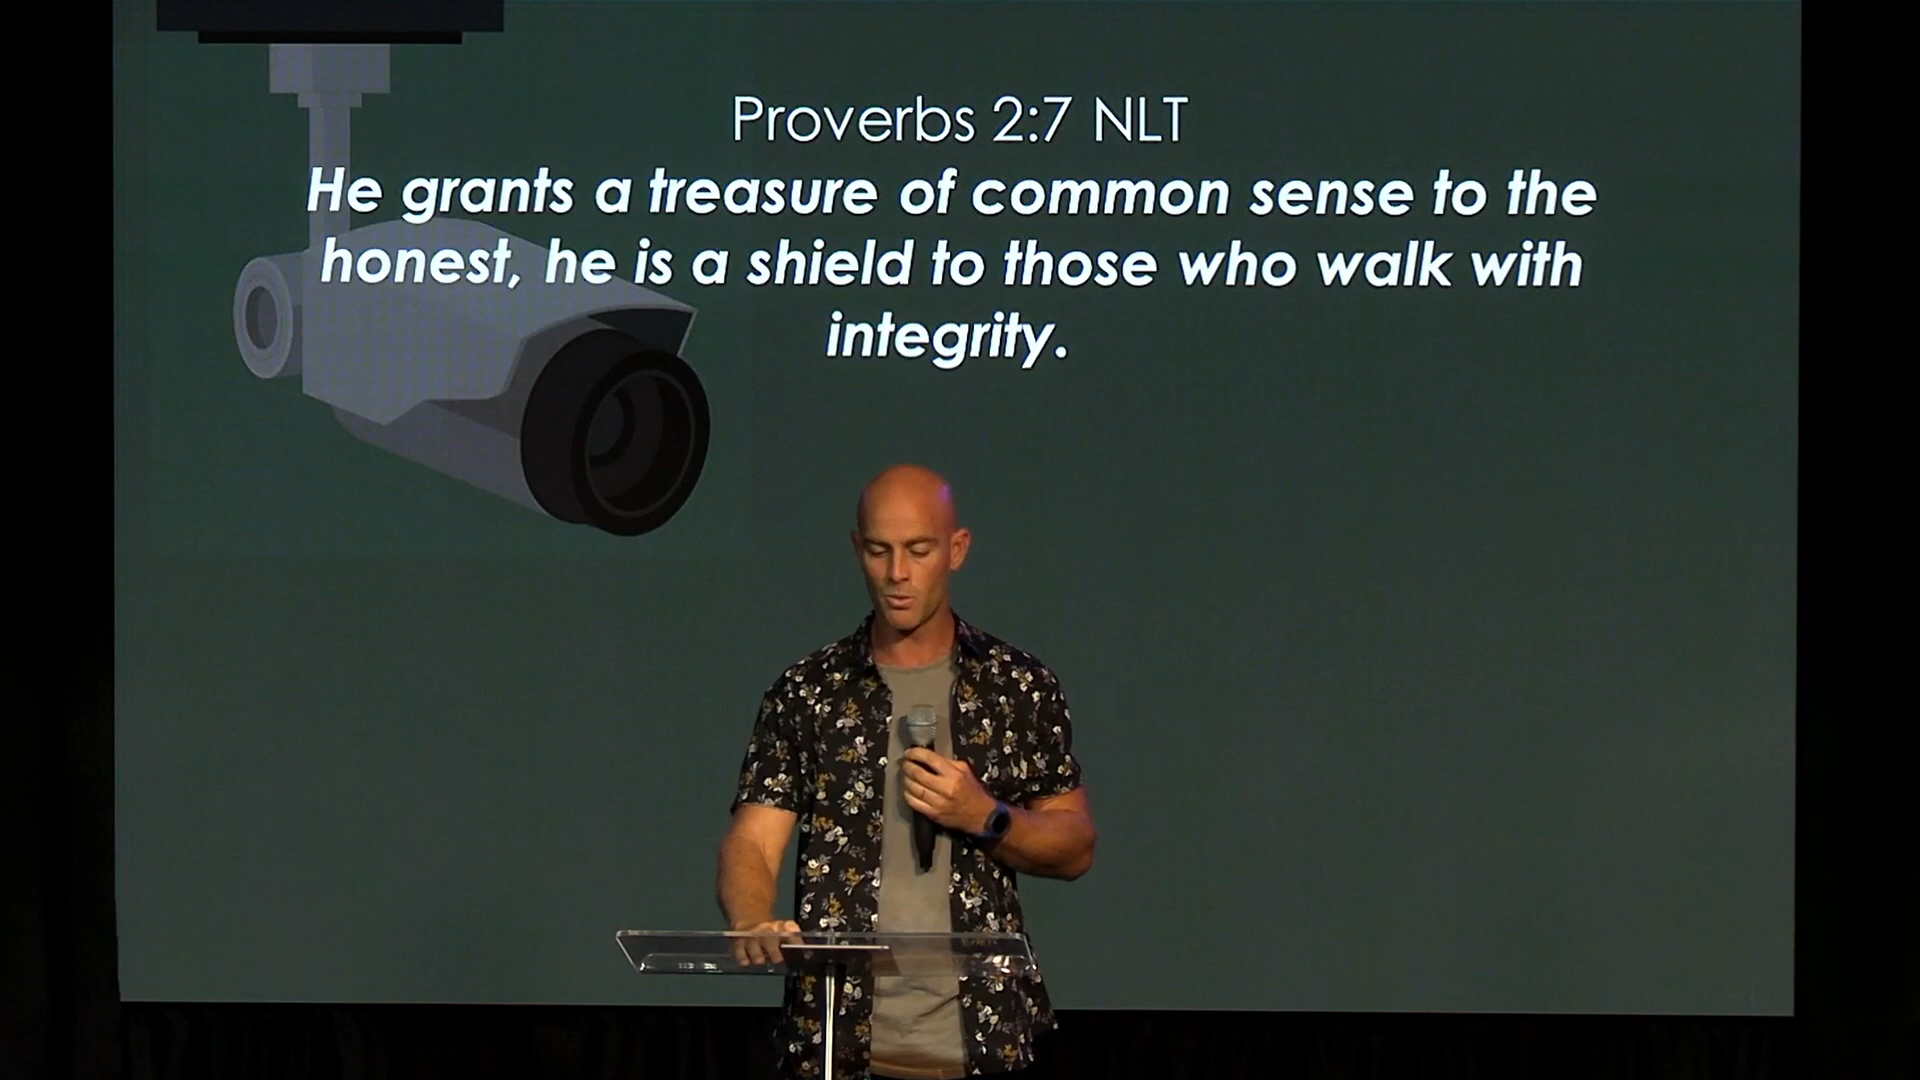 Proverbs 2:7 NLT
He grants a treasure of common sense to the
honest, he is a shield to those who walk with
integrity.